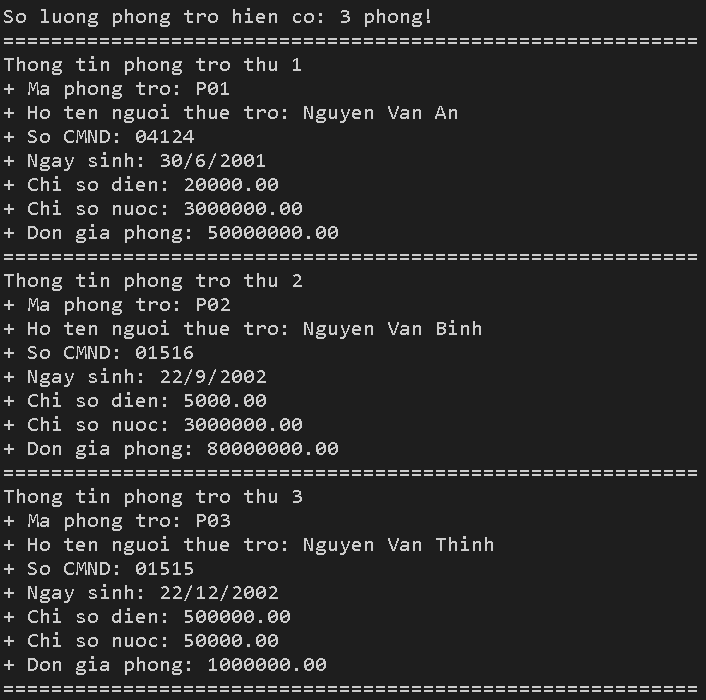 So luong phong tro hien co: 3 phong!
==========================================================
Thong tin phong tro thu 1
+ Ma phong tro: P01
+ Ho ten nguoi thue tro: Nguyen Van An
+ So CMND: 04124
+ Ngay sinh: 30/6/2001
+ Chi so dien: 20000.00
+ Chi so nuoc: 3000000.00
+ Don gia phong: 50000000.00
==========================================================
Thong tin phong tro thu 2
+ Ma phong tro: P02
+ Ho ten nguoi thue tro: Nguyen Van Binh
+ So CMND: 01516
+ Ngay sinh: 22/9/2002
+ Chi so dien: 5000.00
+ Chi so nuoc: 3000000.00
+ Don gia phong: 80000000.00
==========================================================
Thong tin phong tro thu 3
+ Ma phong tro: P03
+ Ho ten nguoi thue tro: Nguyen Van Thinh
+ So CMND: 01515
+ Ngay sinh: 22/12/2002
+ Chi so dien: 500000.00
+ Chi so nuoc: 50000.00
+ Don gia phong: 1000000.00
==========================================================